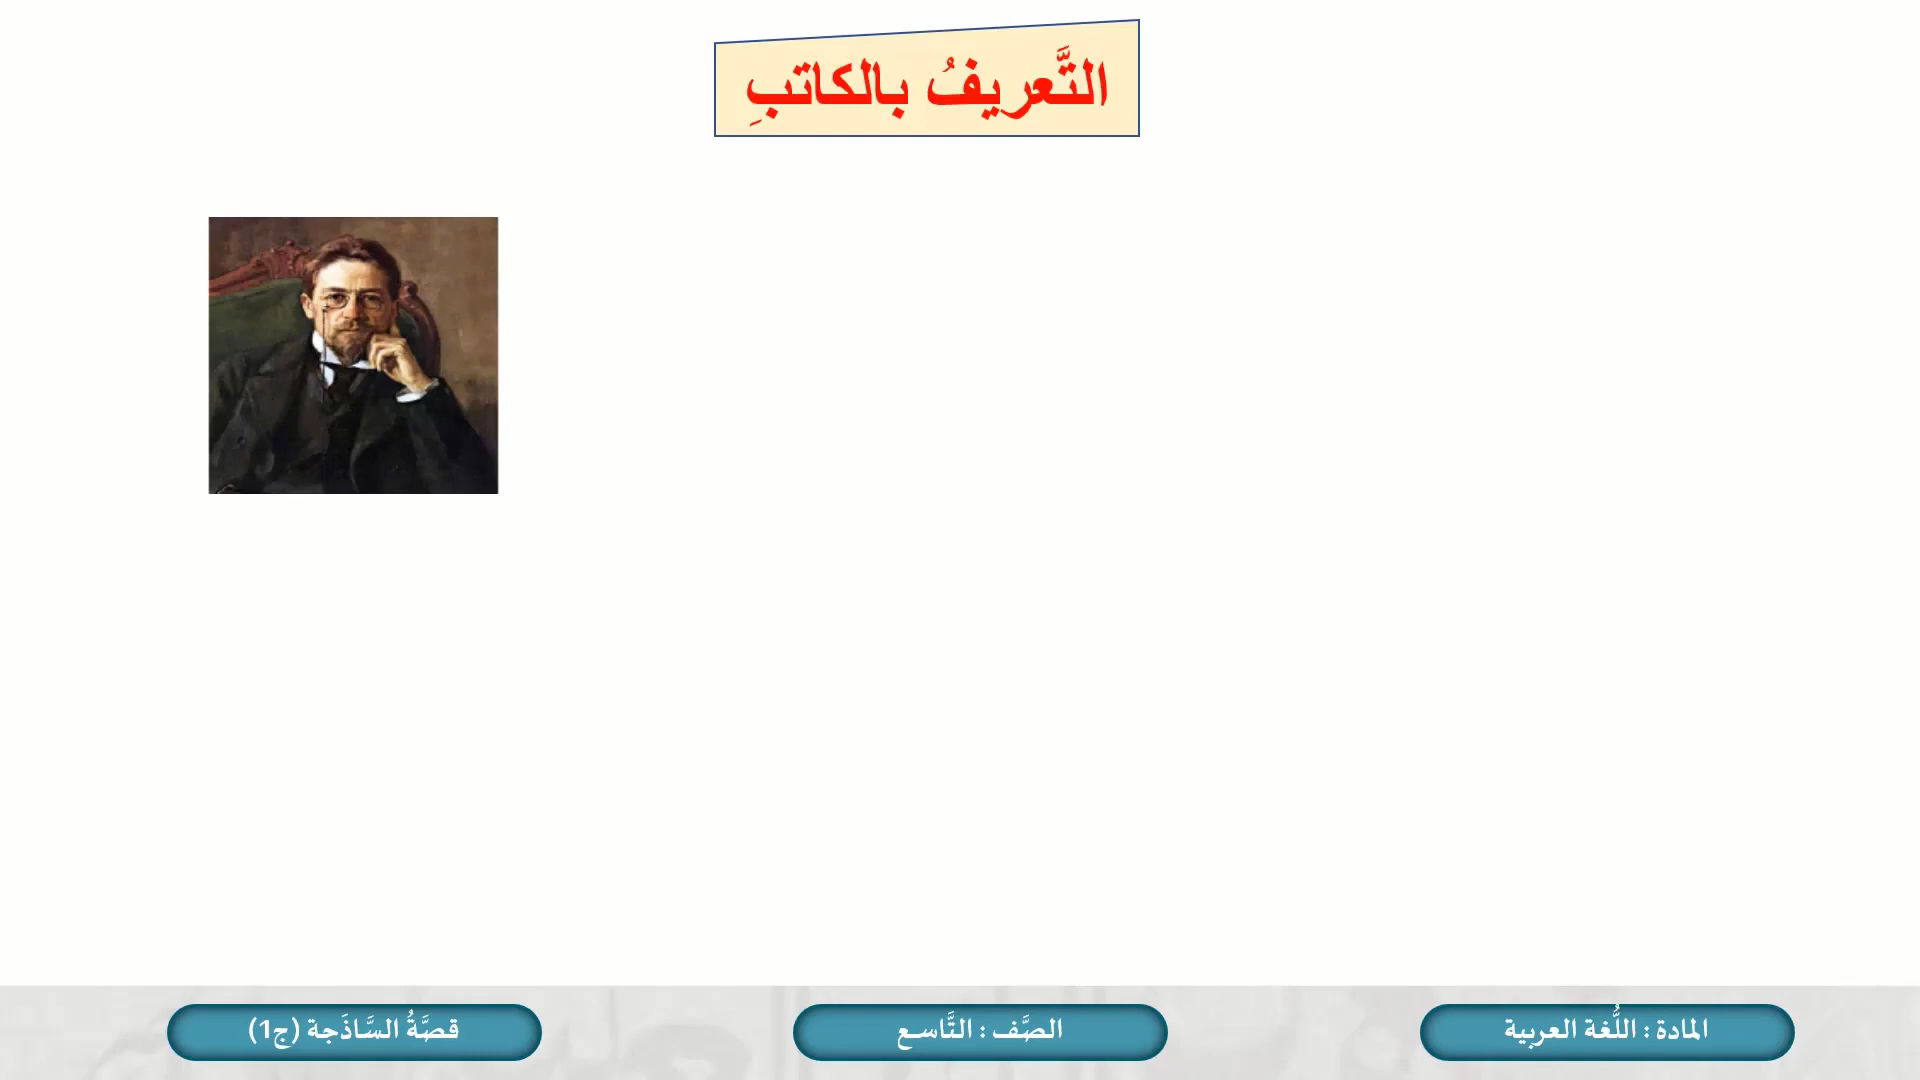 التَّعريفُ بالكاتبِ
المادة : اللُّغة العربية
الصَّف : التَّاسع
قصَّةُ السَّاذَجة (ج1)